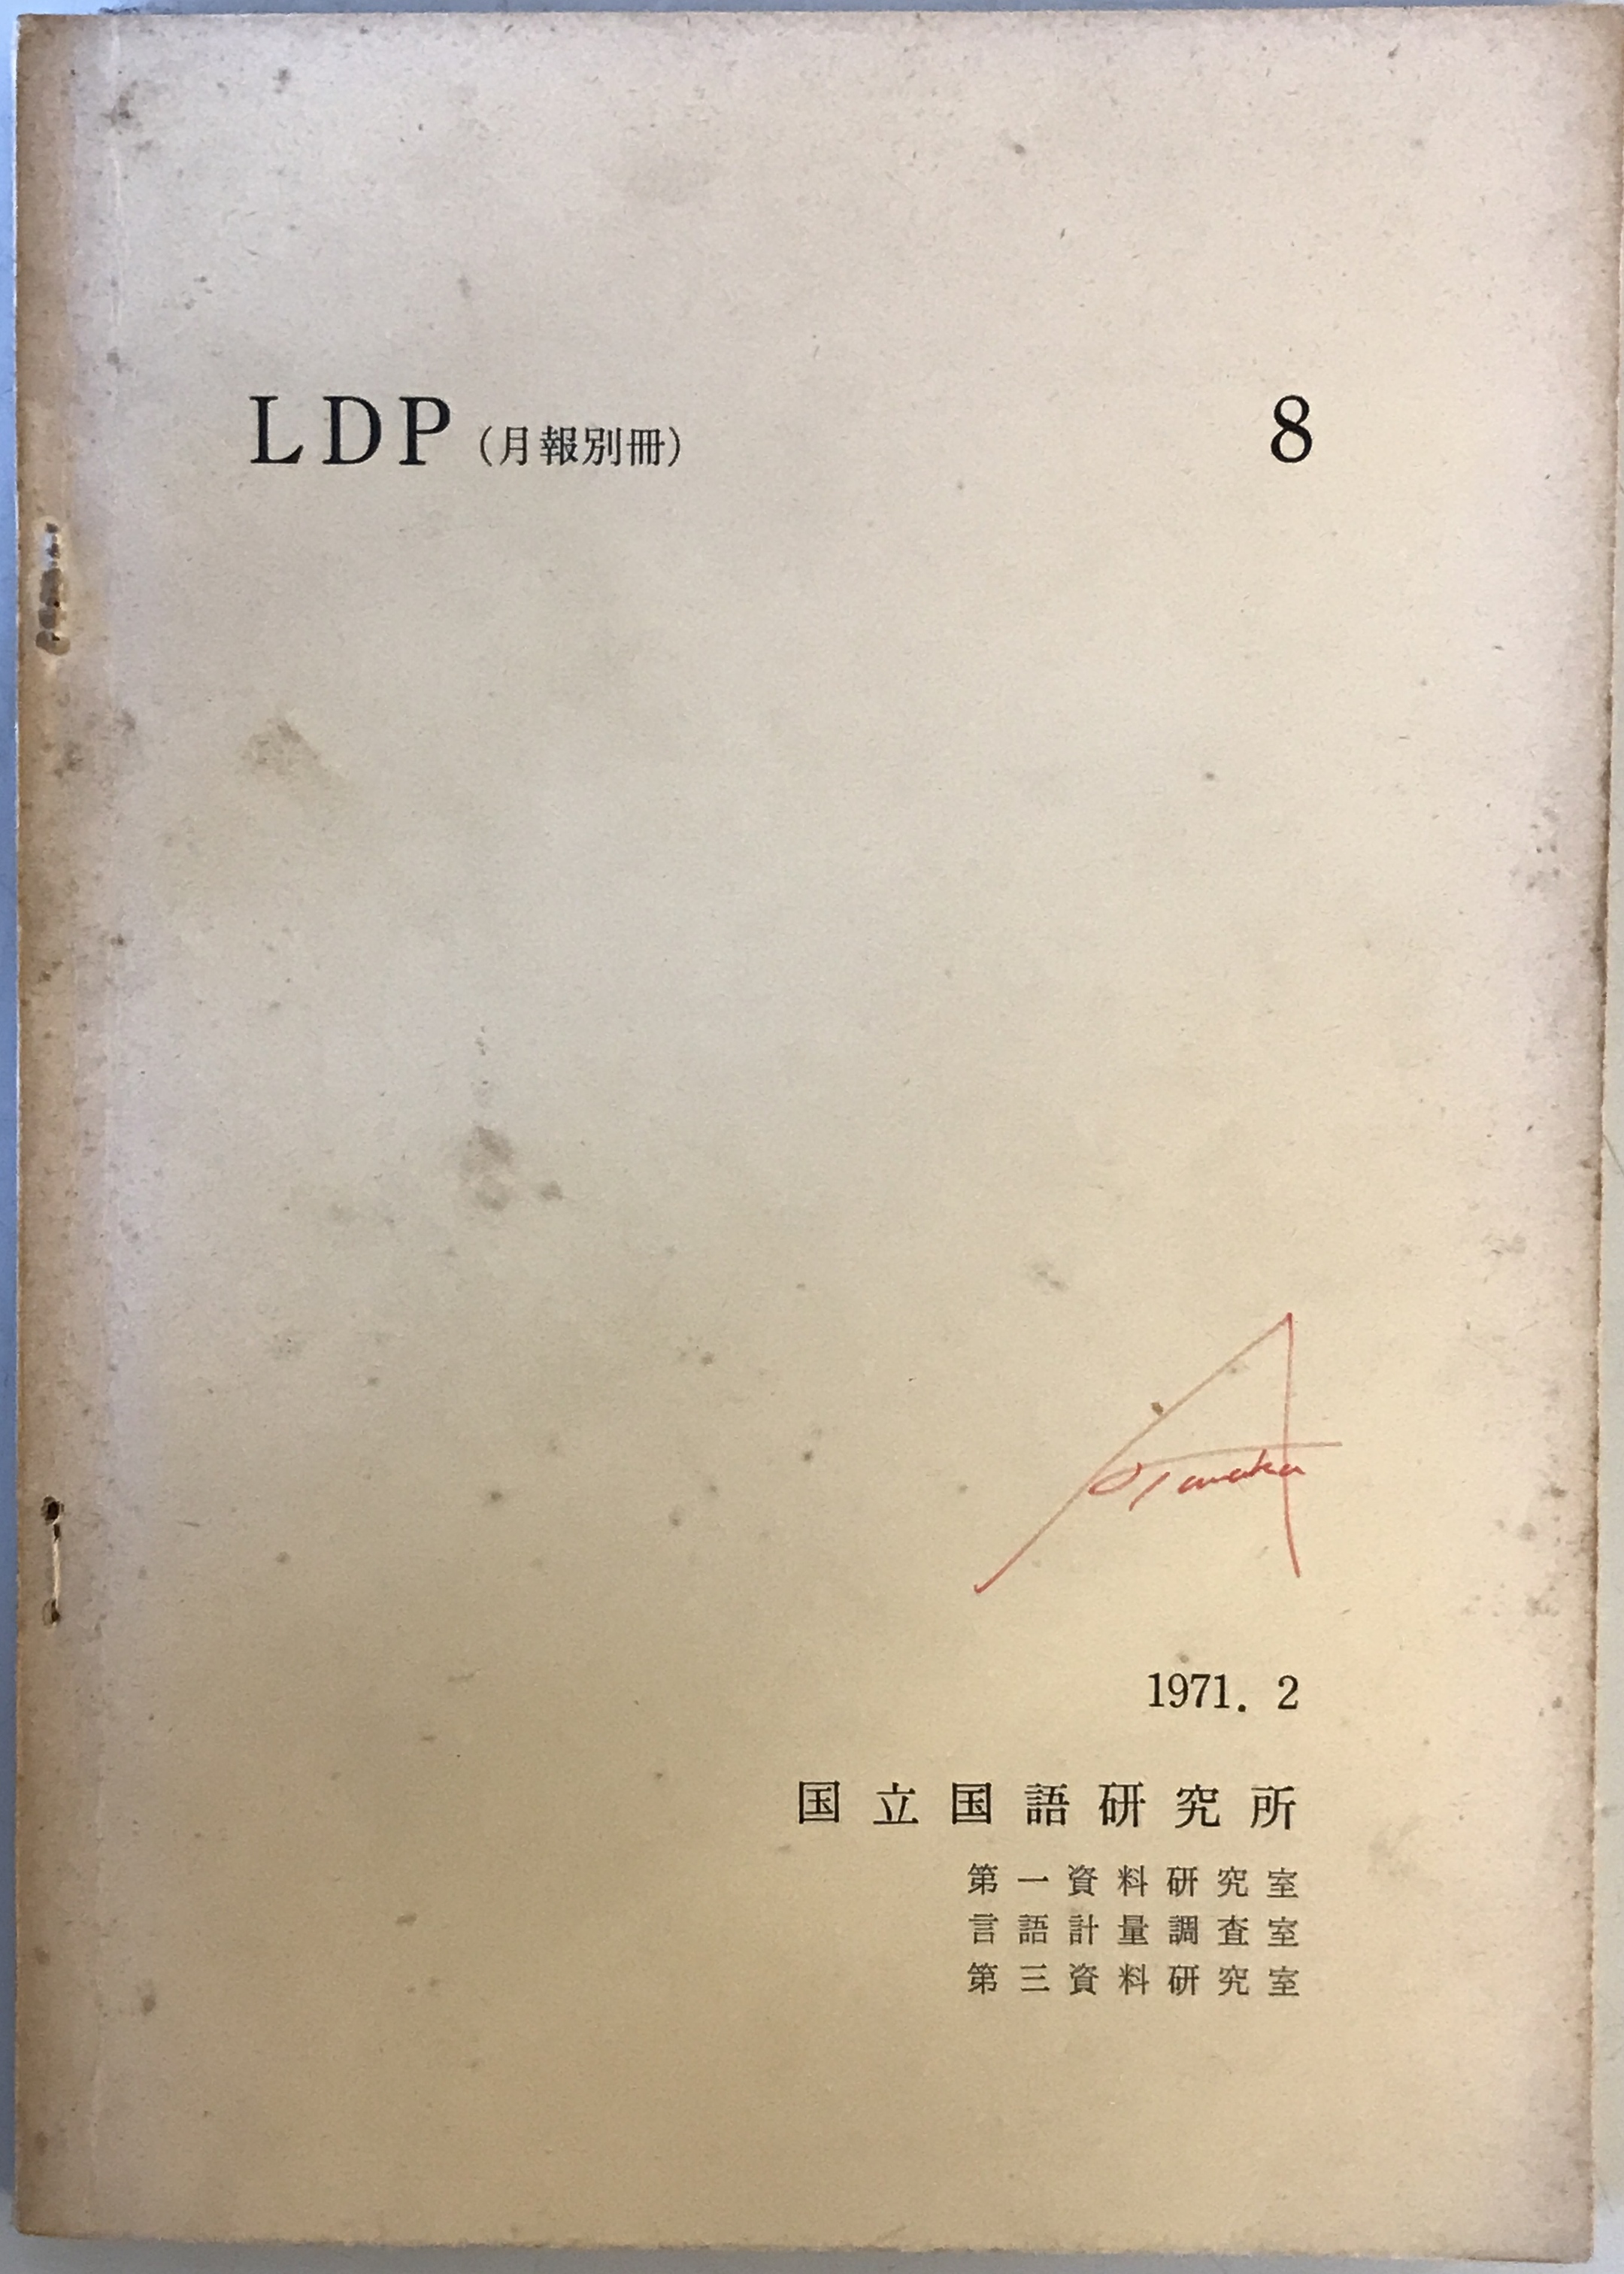 LDP（月報別冊） 8
A
Tanaka
1971. 2
国立国語研究所
第一資料研究室
言語計量調査室
第三資料研究室